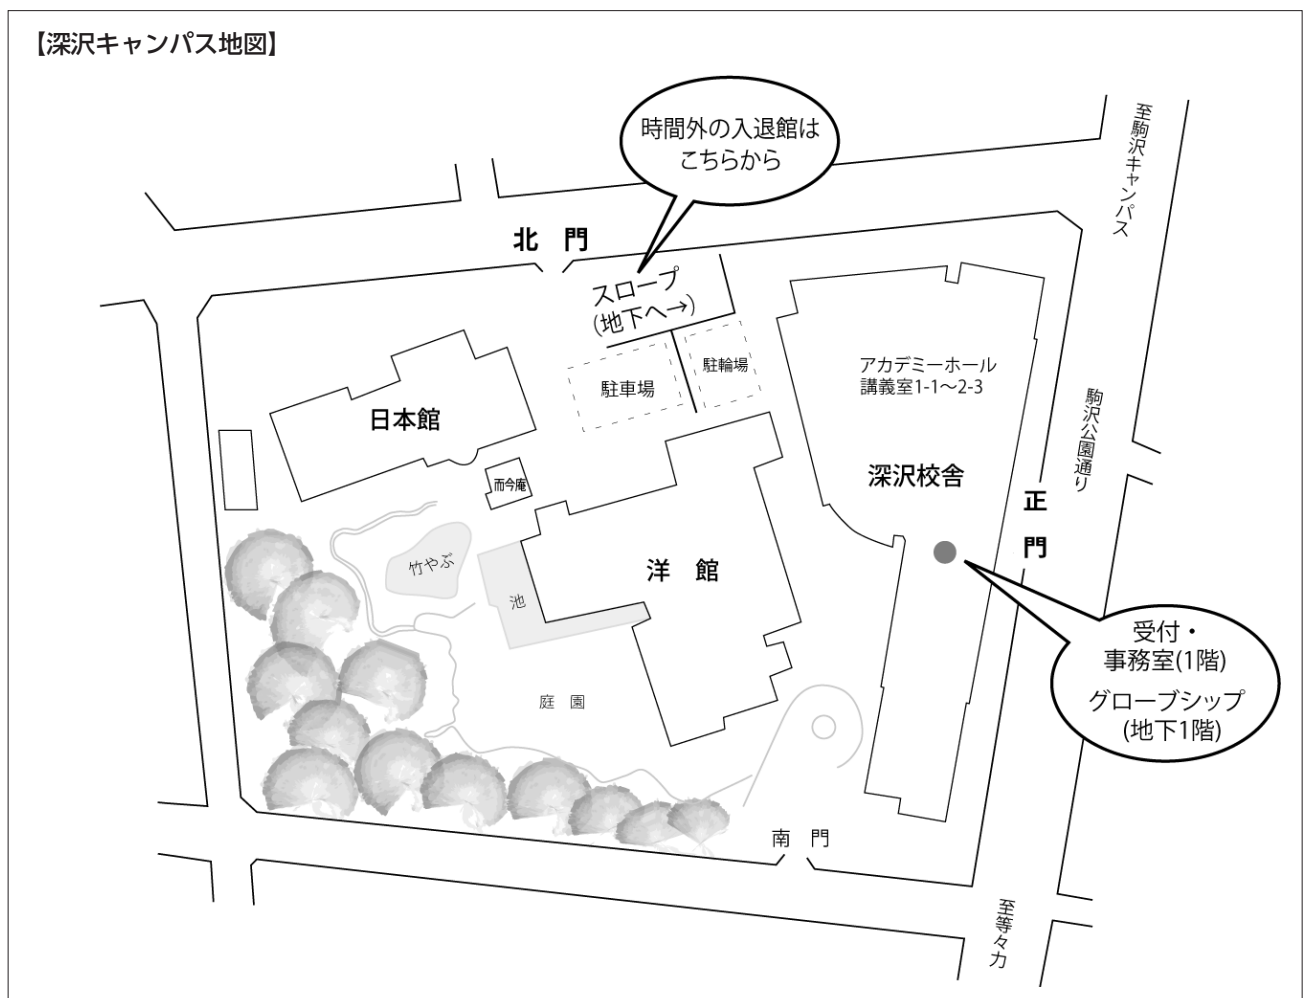 【深沢キャンパス地図】
時間外の入退館は
こちらから
至駒沢キャンパス
北　門
スロープ
(地下へ→)
駐車場
駐輪場
アカデミーホール
講義室1-1～2-3
日本館
駒沢公園通り
深沢校舎
而今庵
正門
竹やぶ
洋　館
池
受付・
事務室(1階)
グローブシップ
(地下1階)
庭　園
南　門
至等々力